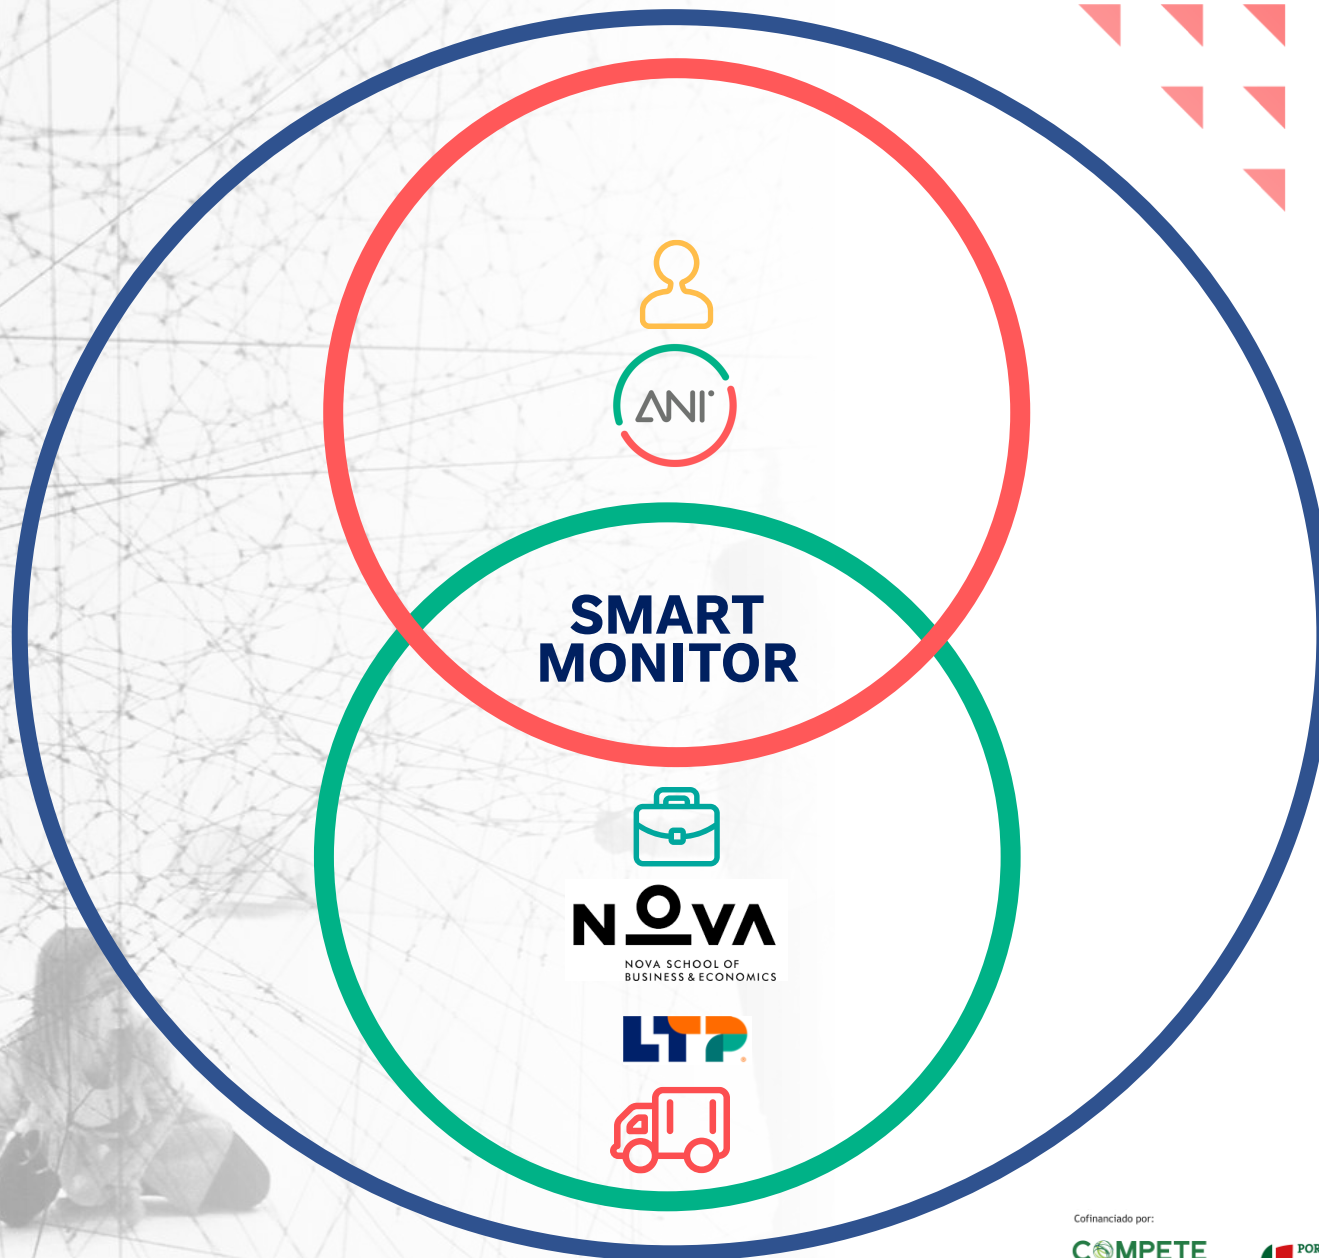 ANI
SMART
MONITOR
NOVA
NOVA SCHOOL OF
BUSINESS & ECONOMICS
LTP
Cofinanciado por:
COMPETE